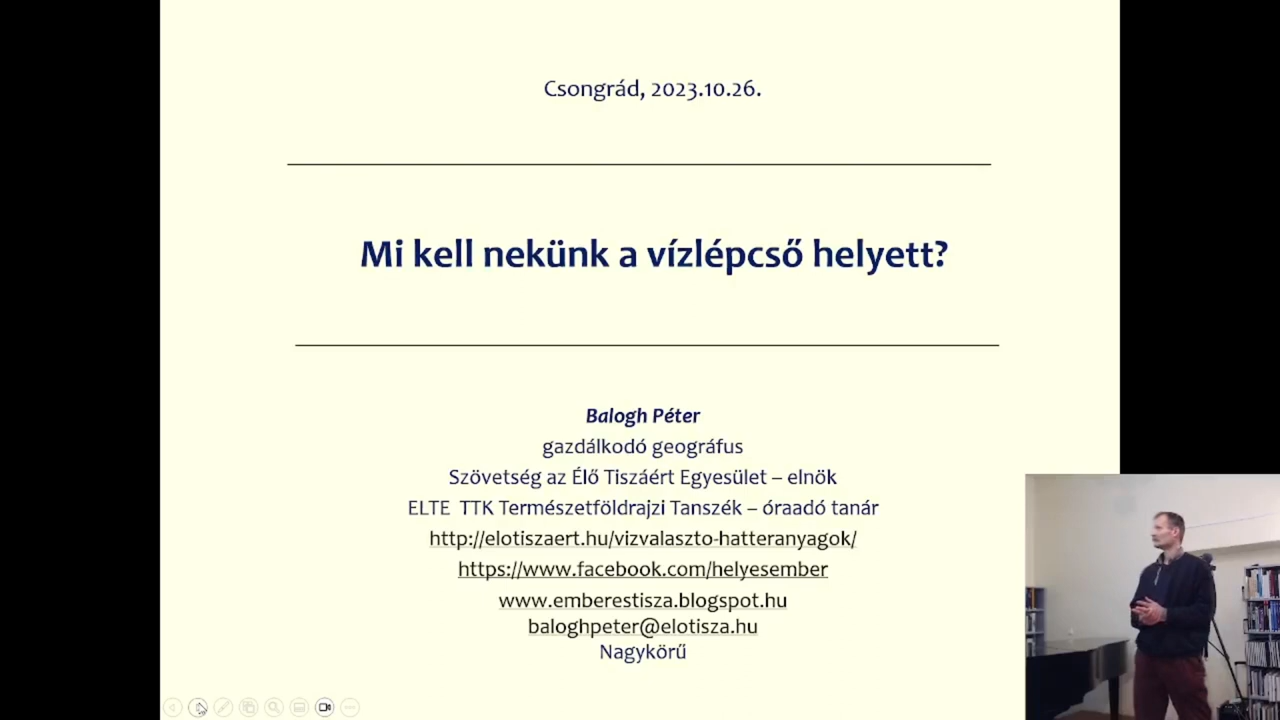 Csongrád, 2023.10.26.
Mi kell nekünk a vízlépcső helyett?
Balogh Péter
gazdálkodó geográfus
Szövetség az Élő Tiszáért Egyesület – elnök
ELTE TTK Természetföldrajzi Tanszék – óraadó tanár
http://elotiszaert.hu/vizvalaszto-hatteranyagok/
https://www.facebook.com/helyesember
www.emberestisza.blogspot.hu
baloghpeter@elotisza.hu
Nagykörű